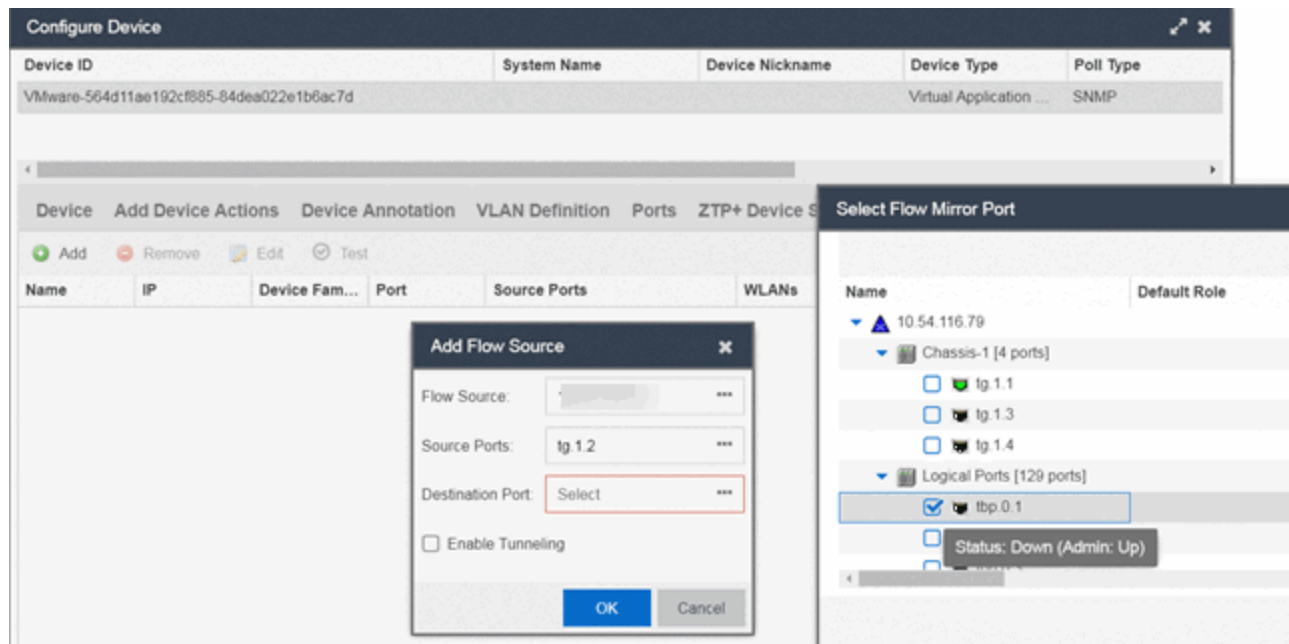 Configure Device
Device ID System Name Device Nickname Device Type Poll Type
VMware-564d11ae192cf885-84dea022e1b6ac7d Virtual Application ... SNMP
Device Add Device Actions Device Annotation VLAN Definition Ports ZTP+ Device S
Add Remove Edit Test
Name IP Device Fam... Port Source Ports WLANs
Add Flow Source
Flow Source:
Source Ports: tg.1.2
Destination Port: Select
Enable Tunneling
OK Cancel
Select Flow Mirror Port
Name Default Role
10.54.116.79
Chassis-1 [4 ports]
tg.1.1
tg.1.3
tg.1.4
Logical Ports [129 ports]
tbp.0.1
Status: Down (Admin: Up)